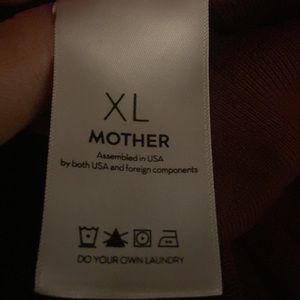 XL
MOTHER
Assembled in USA
by both USA and foreign components
DO YOUR OWN LAUNDRY